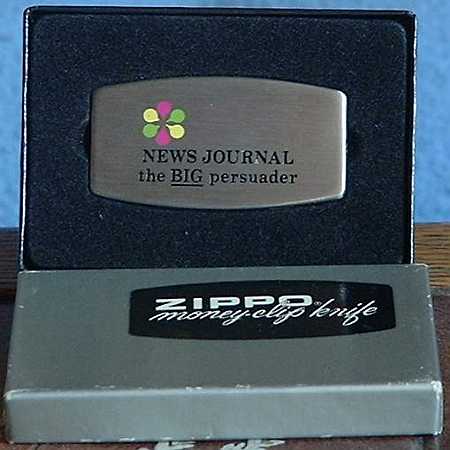 NEWS JOURNAL
the BIG persuader
ZIPPO®
money-clip knife